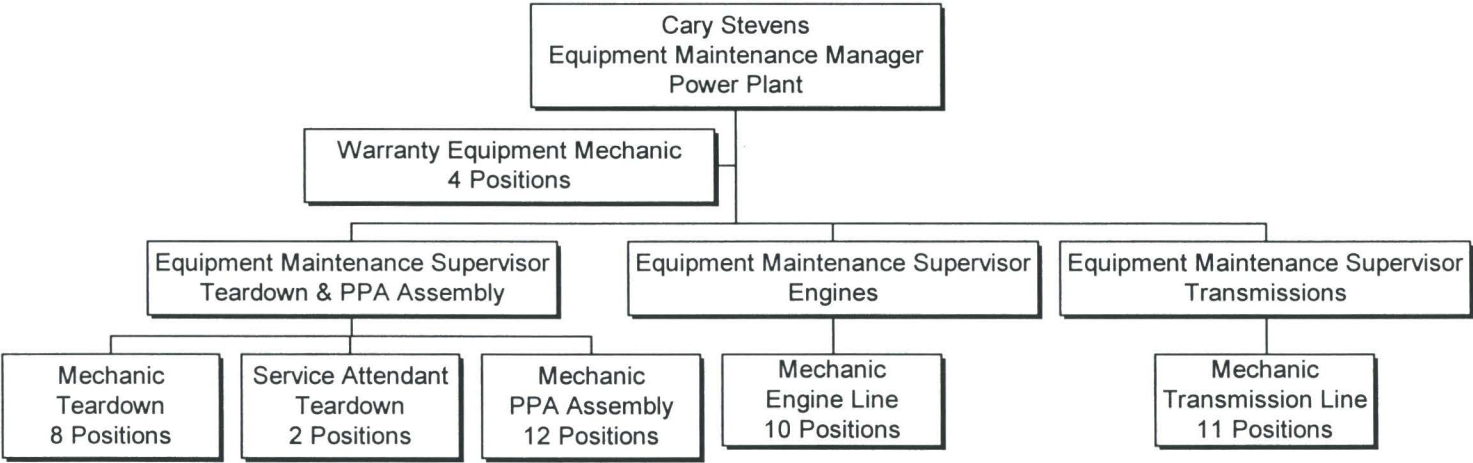 Cary Stevens
Equipment Maintenance Manager
Power Plant
Warranty Equipment Mechanic
4 Positions
Equipment Maintenance Supervisor
Teardown & PPA Assembly
Equipment Maintenance Supervisor
Engines
Equipment Maintenance Supervisor
Transmissions
Mechanic
Teardown
8 Positions
Service Attendant
Teardown
2 Positions
Mechanic
PPA Assembly
12 Positions
Mechanic
Engine Line
10 Positions
Mechanic
Transmission Line
11 Positions